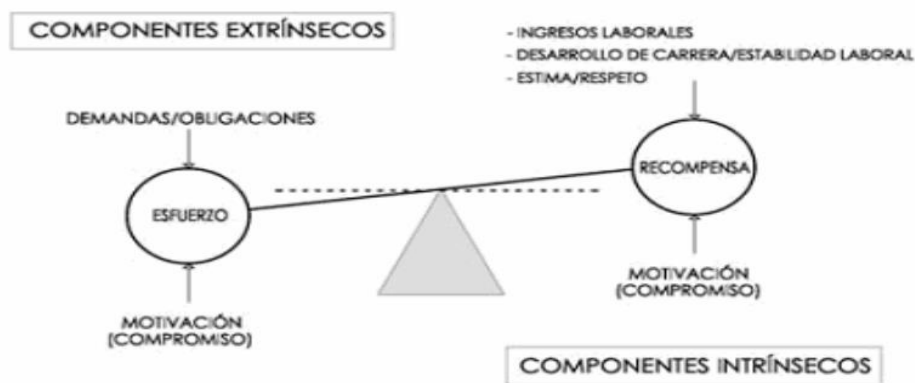 COMPONENTES EXTRÍNSECOS
- INGRESOS LABORALES
- DESARROLLO DE CARRERA/ESTABILIDAD LABORAL
- ESTIMA/RESPETO
DEMANDAS/OBLIGACIONES
RECOMPENSA
ESFUERZO
MOTIVACIÓN
(COMPROMISO)
MOTIVACIÓN
(COMPROMISO)
COMPONENTES INTRÍNSECOS